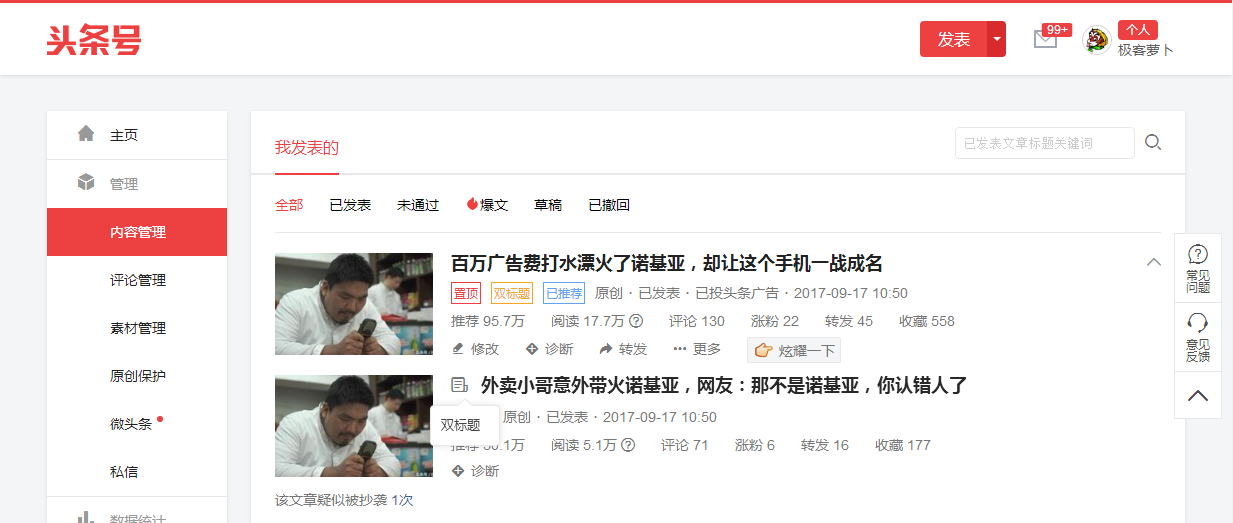 头条号
发表
99+
个人
极客萝卜
主页
管理
内容管理
评论管理
素材管理
原创保护
微头条
私信
数据统计
我发表的
已发表文章标题关键词
全部 已发表 未通过 爆文 草稿 已撤回
百万广告费打水漂火了诺基亚，却让这个手机一战成名
置顶 双标题 已推荐 原创 · 已发表 · 已投头条广告 · 2017-09-17 10:50
推荐 95.7万 阅读 17.7万 ? 评论 130 涨粉 22 转发 45 收藏 558
修改 诊断 转发 ··· 更多 炫耀一下
外卖小哥意外带火诺基亚，网友：那不是诺基亚，你认错人了
双标题
原创 · 已发表 · 2017-09-17 10:50
阅读 5.1万 ? 评论 71 涨粉 6 转发 16 收藏 177
诊断
该文章疑似被抄袭 1次
常见
问题
意见
反馈